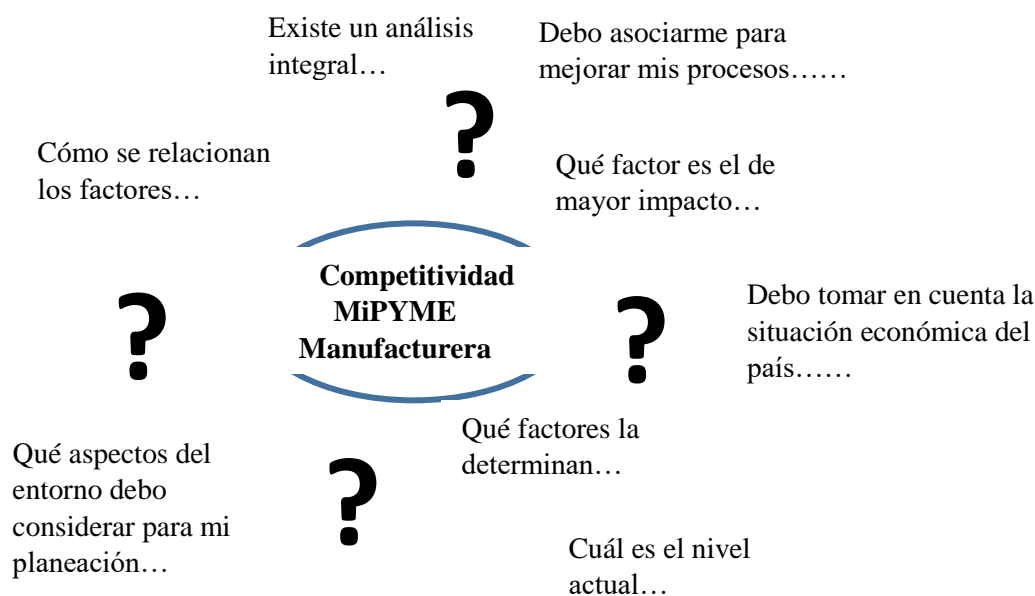 Existe un análisis
integral…
Debo asociarme para
mejorar mis procesos……
?
Cómo se relacionan
los factores…
Qué factor es el de
mayor impacto…
Competitividad
MiPYME
Manufacturera
?
?
Debo tomar en cuenta la
situación económica del
país……
Qué factores la
determinan…
Qué aspectos del
entorno debo
considerar para mi
planeación…
?
Cuál es el nivel
actual…